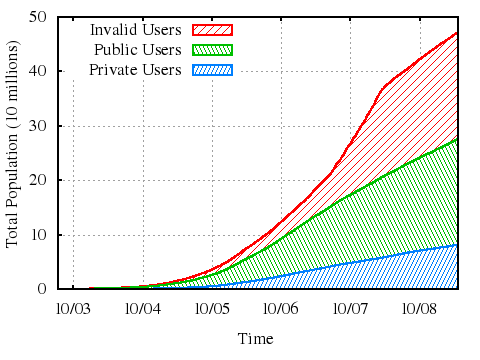 50
40
30
20
10
0
Total Population (10 millions)
Invalid Users
Public Users
Private Users
10/03 10/04 10/05 10/06 10/07 10/08
Time